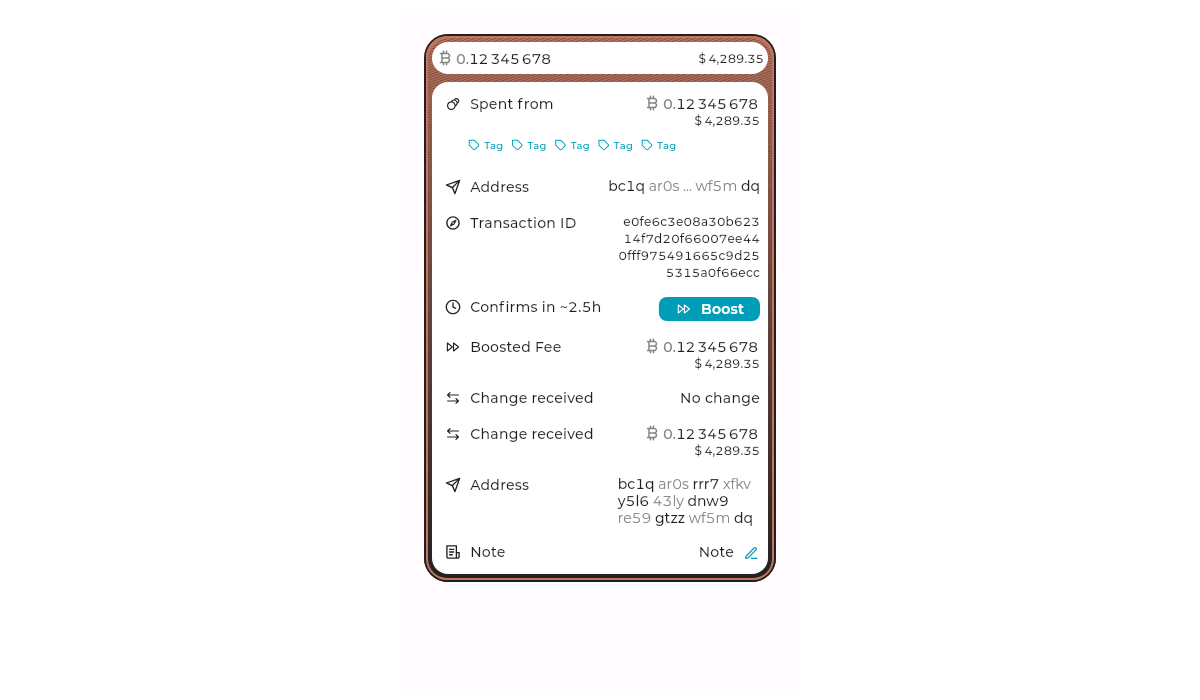 ₿ 0.12 345 678 $ 4,289.35
Spent from ₿ 0.12 345 678
$ 4,289.35
Tag Tag Tag Tag Tag
Address bc1q ar0s ... wf5m dq
Transaction ID e0fe6c3e08a30b623
14f7d20f66007ee44
0fff975491665c9d25
5315a0f66ecc
Confirms in ~2.5h Boost
Boosted Fee ₿ 0.12 345 678
$ 4,289.35
Change received No change
Change received ₿ 0.12 345 678
$ 4,289.35
Address bc1q ar0s rrr7 xfkv
y5l6 43ly dnw9
re59 gtzz wf5m dq
Note Note